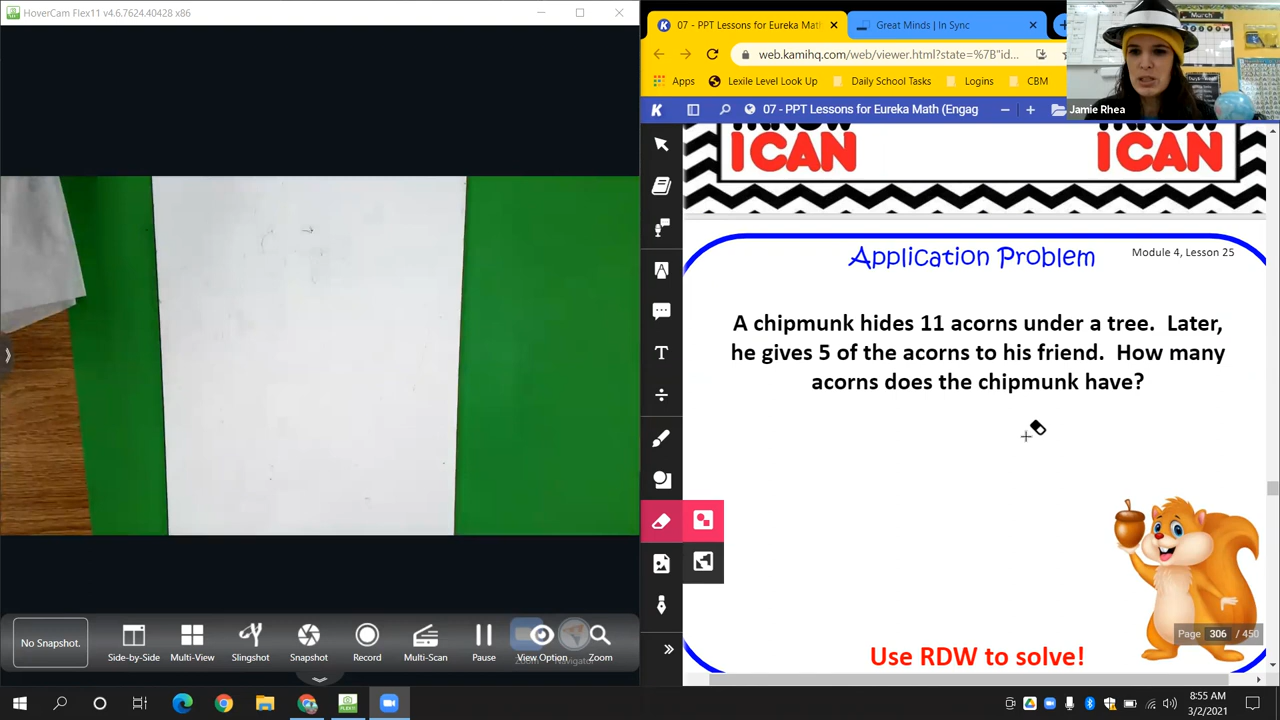 HoverCam Flex11 v4.6.7624.40428 x86
07 - PPT Lessons for Eureka Mat
Great Minds | In Sync
web.kamihq.com/web/viewer.html?state=%7B"id...
Apps
Lexile Level Look Up
Daily School Tasks
Logins
CBM
March
Jamie Rhea
07 - PPT Lessons for Eureka Math (Engag
I KNOW
I CAN
I KNOW
I CAN
Application Problem
Module 4, Lesson 25
A chipmunk hides 11 acorns under a tree. Later,
he gives 5 of the acorns to his friend. How many
acorns does the chipmunk have?
Use RDW to solve!
Page 306 / 450
No Snapshot.
Side-by-Side
Multi-View
Slingshot
Snapshot
Record
Multi-Scan
Pause
View Option
Navigator
Zoom
8:55 AM
3/2/2021